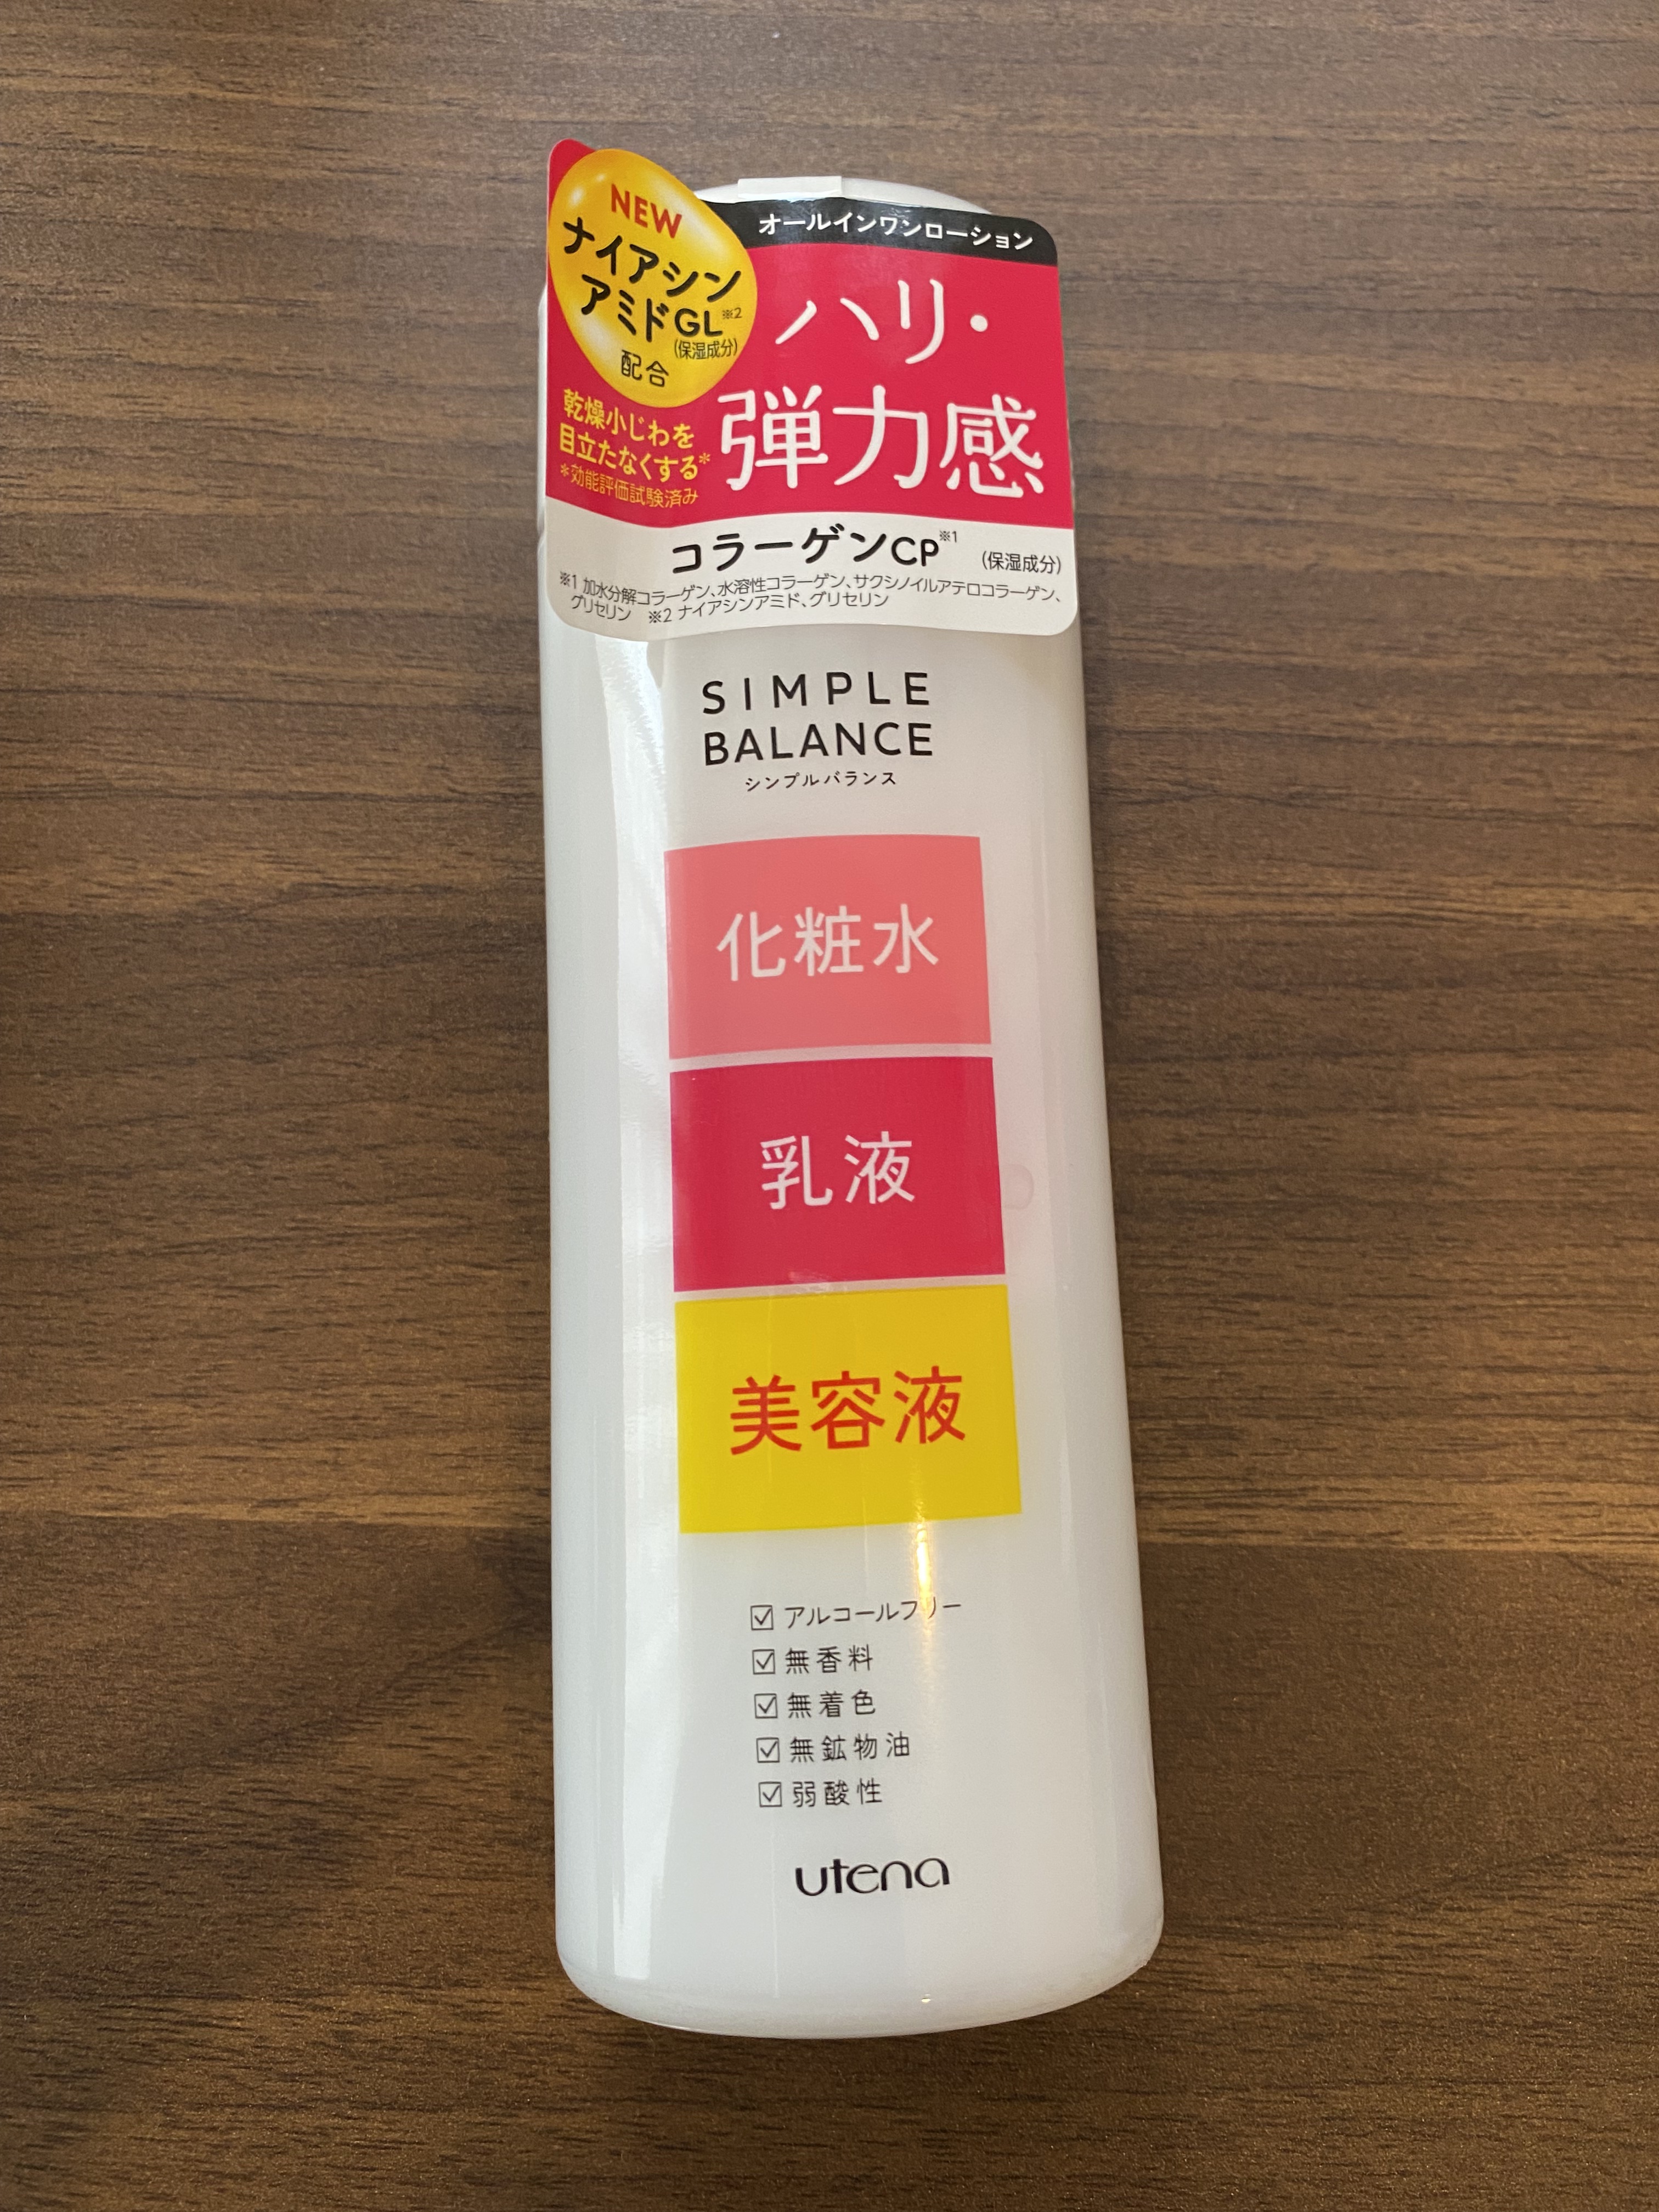 NEW
ナイアシン
アミドGL※2
(保湿成分)
配合
乾燥小じわを
目立たなくする*
*効能評価試験済み
オールインワンローション
ハリ・
弾力感
コラーゲンCP※1 (保湿成分)
※1 加水分解コラーゲン、水溶性コラーゲン、サクシノイルアテロコラーゲン、
グリセリン ※2 ナイアシンアミド、グリセリン
SIMPLE
BALANCE
シンプルバランス
化粧水
乳液
美容液
☑ アルコールフリー
☑ 無香料
☑ 無着色
☑ 無鉱物油
☑ 弱酸性
utena